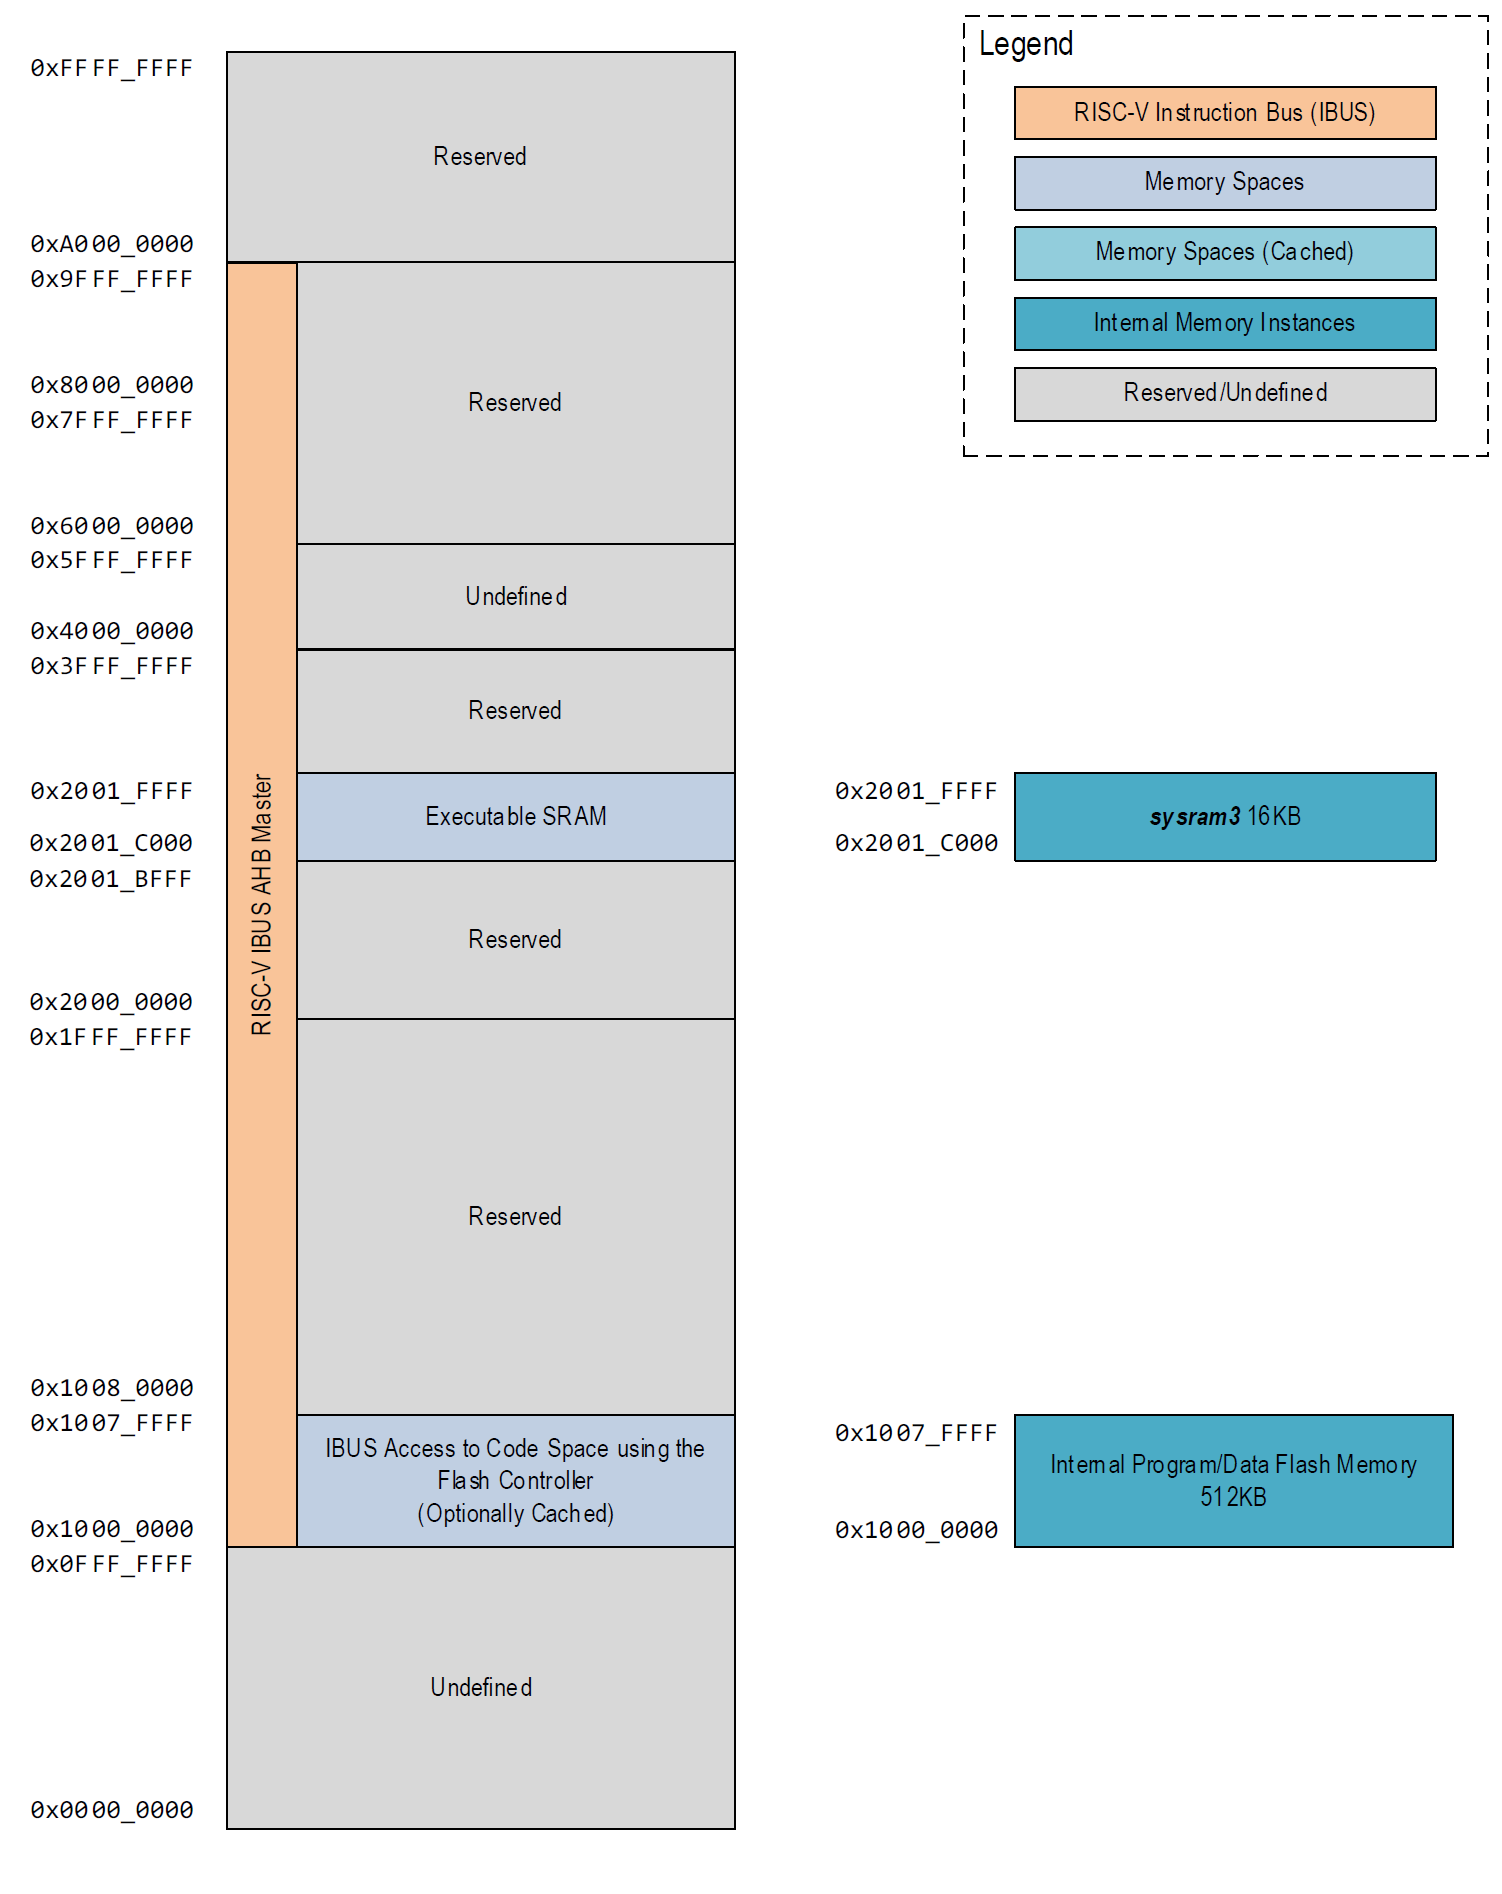 Legend
RISC-V Instruction Bus (IBUS)
Memory Spaces
Memory Spaces (Cached)
Internal Memory Instances
Reserved/Undefined
0xFFFF_FFFF
Reserved
0xA000_0000
0x9FFF_FFFF
0x8000_0000
Reserved
0x7FFF_FFFF
0x6000_0000
0x5FFF_FFFF
Undefined
0x4000_0000
0x3FFF_FFFF
Reserved
RISC-V IBUS AHB Master
0x2001_FFFF
Executable SRAM
0x2001_C000
0x2001_FFFF
sysram3 16KB
0x2001_C000
0x2001_BFFF
Reserved
0x2000_0000
0x1FFF_FFFF
Reserved
0x1008_0000
0x1007_FFFF
IBUS Access to Code Space using the
Flash Controller
(Optionally Cached)
0x1000_0000
0x1007_FFFF
Internal Program/Data Flash Memory
512KB
0x1000_0000
0x0FFF_FFFF
Undefined
0x0000_0000